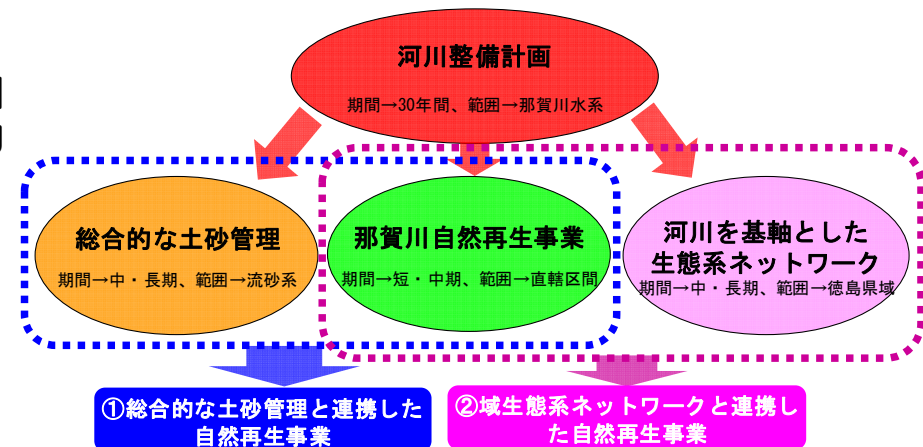 河川整備計画
期間→30年間、範囲→那賀川水系
総合的な土砂管理
期間→中・長期、範囲→流砂系
那賀川自然再生事業
期間→短・中期、範囲→直轄区間
河川を基軸とした
生態系ネットワーク
期間→中・長期、範囲→徳島県域
①総合的な土砂管理と連携した
自然再生事業
②域生態系ネットワークと連携し
た自然再生事業